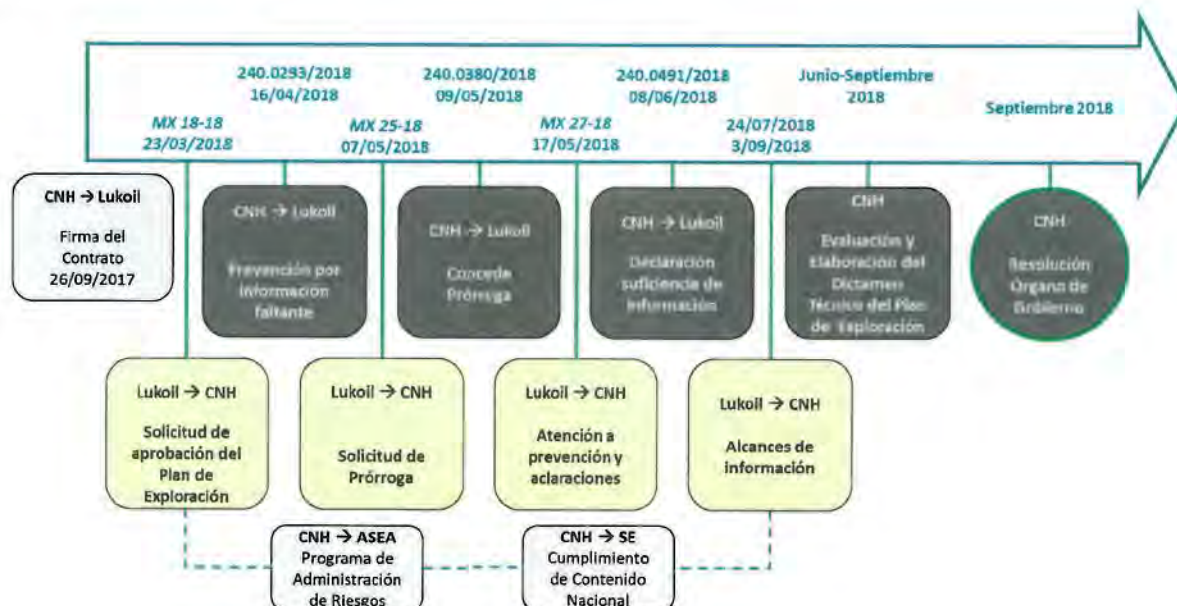 240.0293/2018
16/04/2018
240.0380/2018
09/05/2018
240.0491/2018
08/06/2018
Junio-Septiembre
2018
Septiembre 2018
MX 18-18
23/03/2018
MX 25-18
07/05/2018
MX 27-18
17/05/2018
24/07/2018
3/09/2018
CNH → Lukoil
Firma del
Contrato
26/09/2017
CNH → Lukoil
Prevención por
información
faltante
CNH → Lukoil
Concede
Prórroga
CNH → Lukoil
Declaración
suficiencia de
información
CNH
Evaluación y
Elaboración del
Dictamen
Técnico del Plan
de Exploración
CNH
Resolución
Órgano de
Gobierno
Lukoil → CNH
Solicitud de
aprobación del
Plan de
Exploración
Lukoil → CNH
Solicitud de
Prórroga
Lukoil → CNH
Atención a
prevención y
aclaraciones
Lukoil → CNH
Alcances de
información
CNH → ASEA
Programa de
Administración
de Riesgos
CNH → SE
Cumplimiento
de Contenido
Nacional